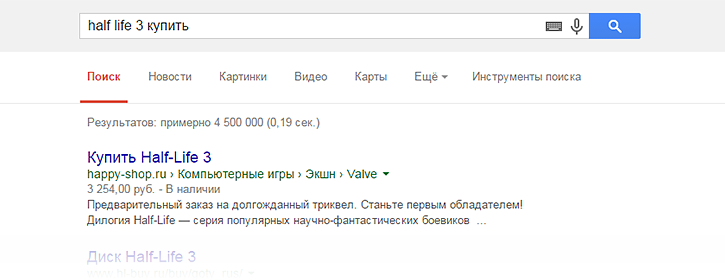 half life 3 купить
Поиск Новости Картинки Видео Карты Ещё Инструменты поиска
Результатов: примерно 4 500 000 (0,19 сек.)
Купить Half-Life 3
happy-shop.ru › Компьютерные игры › Экшн › Valve
3 254,00 руб. - В наличии
Предварительный заказ на долгожданный триквел. Станьте первым обладателем!
Дилогия Half-Life — серия популярных научно-фантастических боевиков ...
Диск Half-Life 3